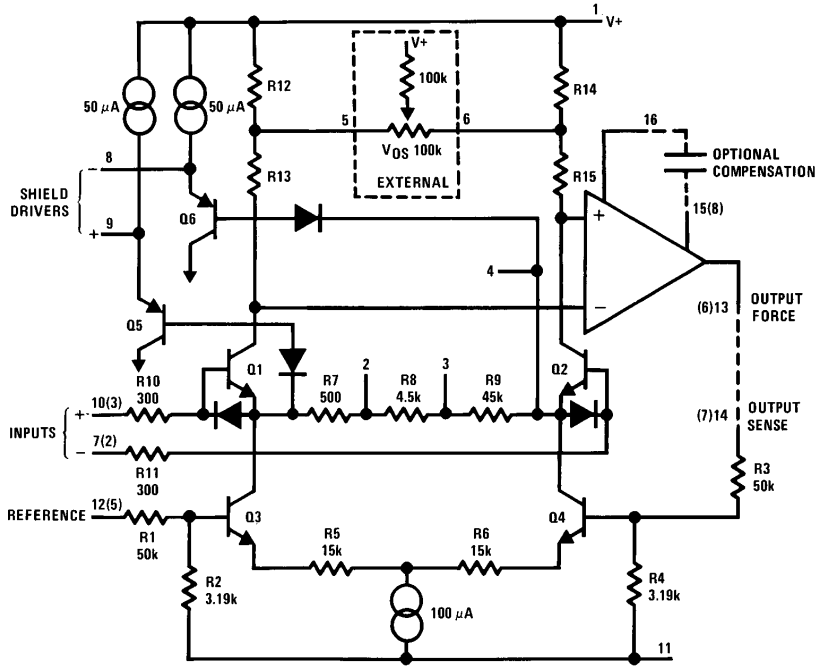 1
V+
V+
R12
100k
R14
50 µA
50 µA
5
6
16
VOS 100k
8
−
R13
EXTERNAL
R15
OPTIONAL
COMPENSATION
SHIELD
DRIVERS
15(8)
Q6
+
9
+
4
(6)13
OUTPUT
FORCE
−
Q5
R10
300
Q1
2
3
Q2
R7
500
R8
4.5k
R9
45k
10(3)
+
INPUTS
7(2)
−
(7)14
OUTPUT
SENSE
R11
300
R3
50k
REFERENCE
12(5)
Q3
Q4
R1
50k
R5
15k
R6
15k
R2
3.19k
R4
3.19k
100 µA
11